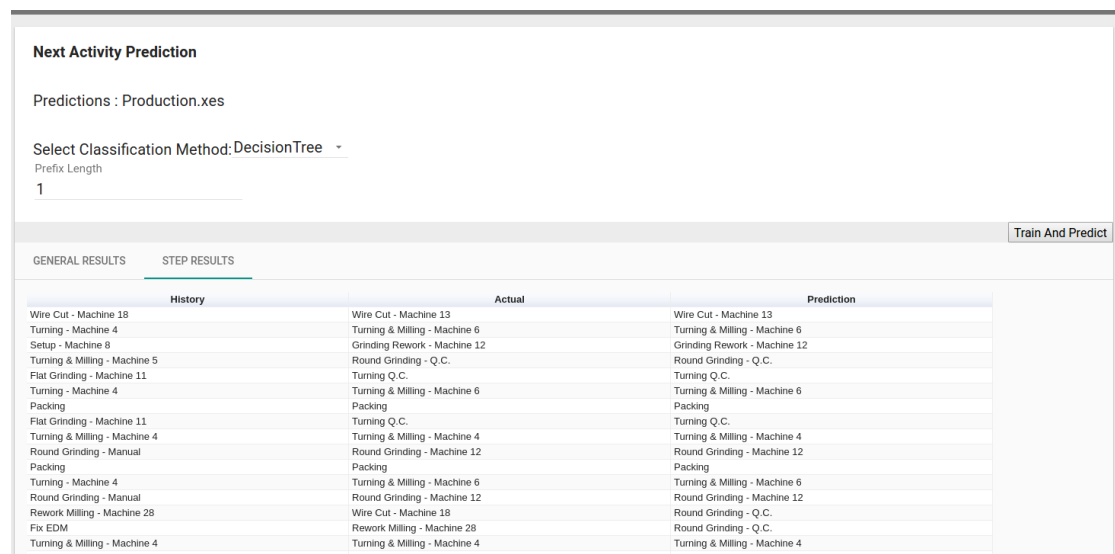 Next Activity Prediction
Predictions : Production.xes
Select Classification Method: DecisionTree
Prefix Length
1
Train And Predict
GENERAL RESULTS STEP RESULTS
History Actual Prediction
Wire Cut - Machine 18 Wire Cut - Machine 13 Wire Cut - Machine 13
Turning - Machine 4 Turning & Milling - Machine 6 Turning & Milling - Machine 6
Setup - Machine 8 Grinding Rework - Machine 12 Grinding Rework - Machine 12
Turning & Milling - Machine 5 Round Grinding - Q.C. Round Grinding - Q.C.
Flat Grinding - Machine 11 Turning Q.C. Turning Q.C.
Turning - Machine 4 Turning & Milling - Machine 6 Turning & Milling - Machine 6
Packing Packing Packing
Flat Grinding - Machine 11 Turning Q.C. Turning Q.C.
Turning & Milling - Machine 4 Turning & Milling - Machine 4 Turning & Milling - Machine 4
Round Grinding - Manual Round Grinding - Machine 12 Round Grinding - Machine 12
Packing Packing Packing
Turning - Machine 4 Turning & Milling - Machine 6 Turning & Milling - Machine 6
Round Grinding - Manual Round Grinding - Machine 12 Round Grinding - Machine 12
Rework Milling - Machine 28 Wire Cut - Machine 18 Round Grinding - Q.C.
Fix EDM Rework Milling - Machine 28 Round Grinding - Q.C.
Turning & Milling - Machine 4 Turning & Milling - Machine 4 Turning & Milling - Machine 4